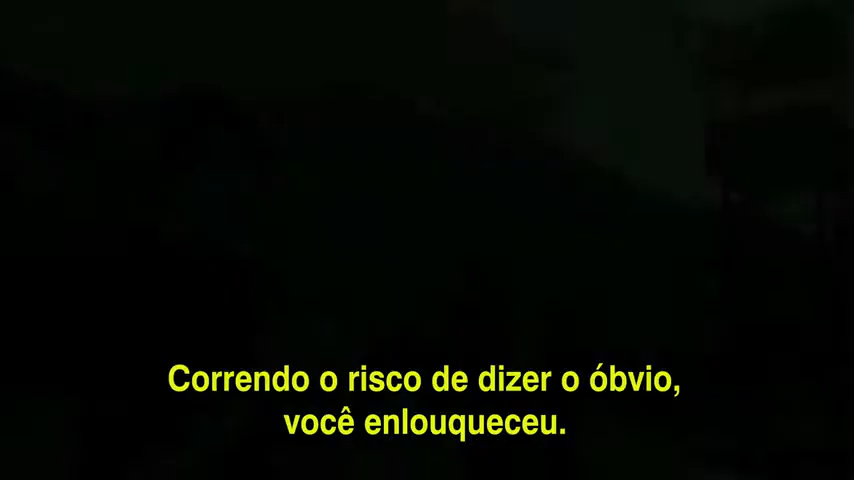 Correndo o risco de dizer o óbvio,
você enlouqueceu.